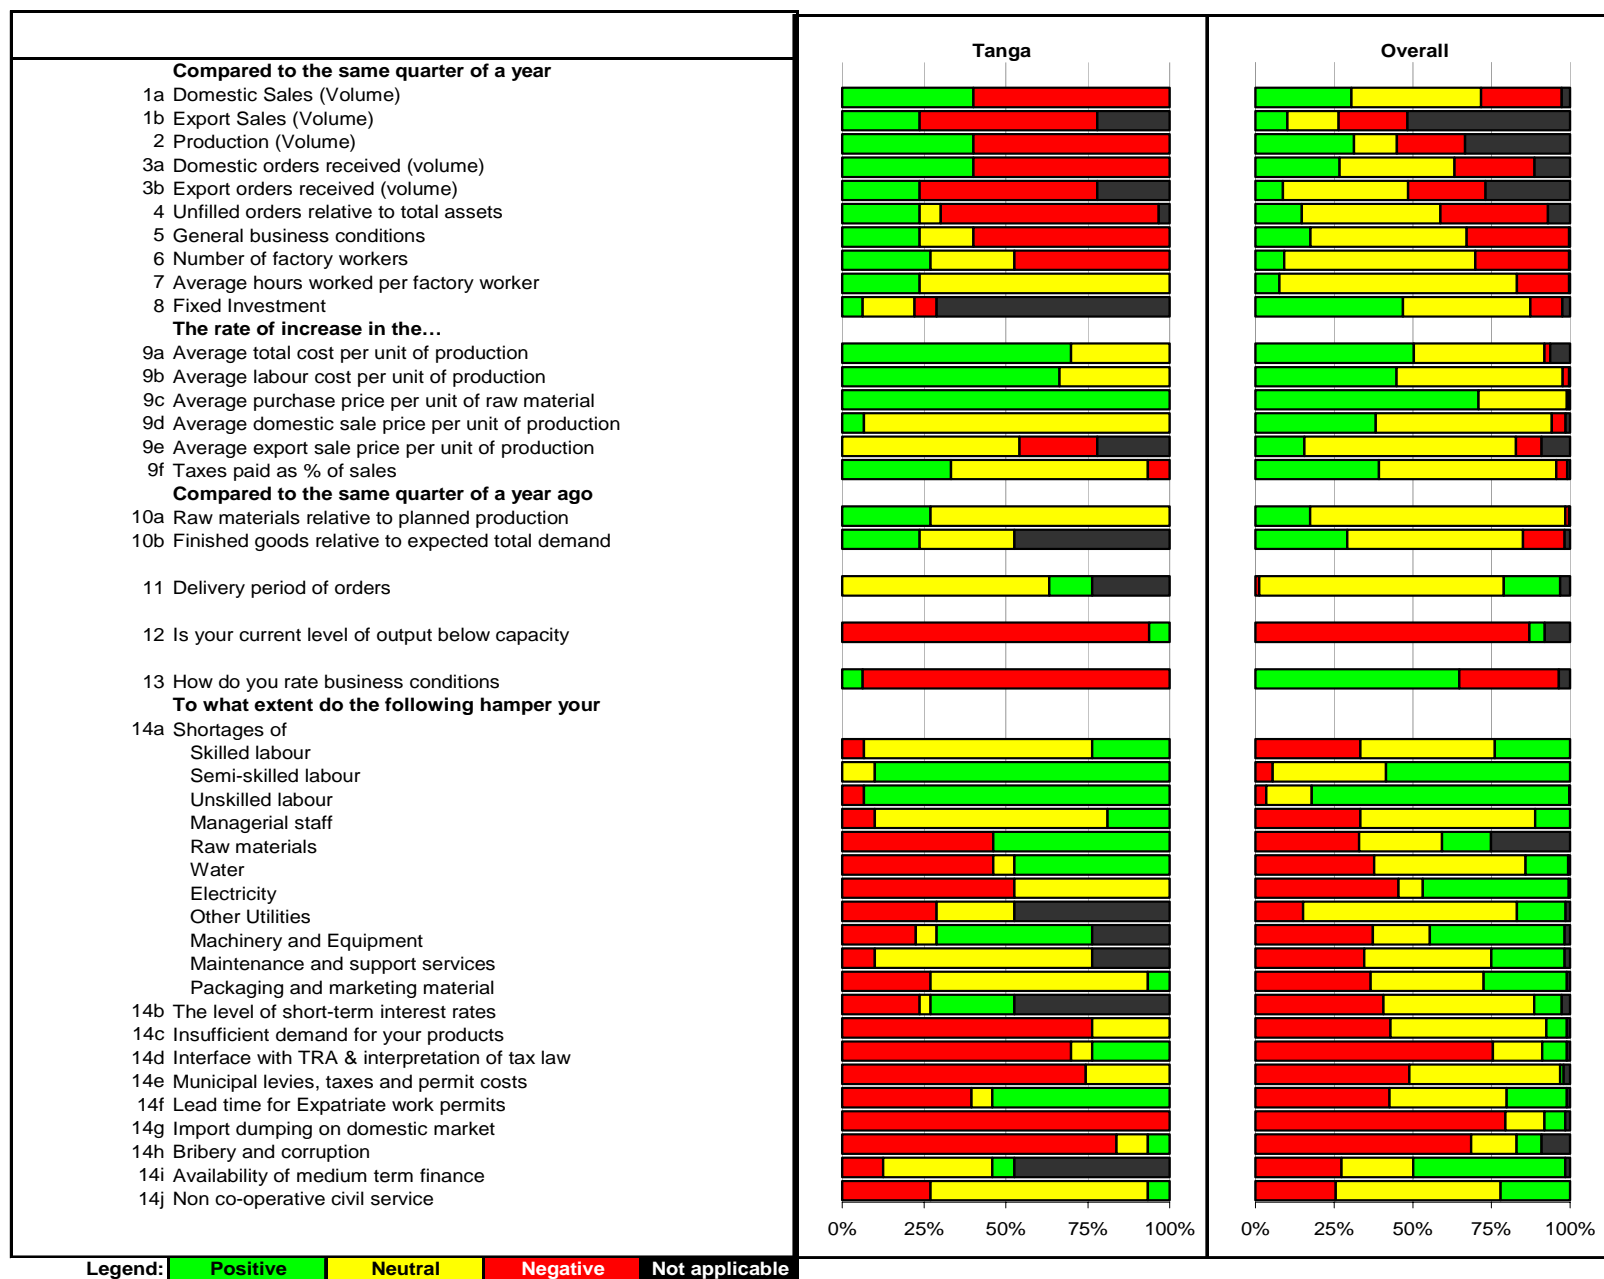 Tanga
Overall
Compared to the same quarter of a year
1a Domestic Sales (Volume)
1b Export Sales (Volume)
2 Production (Volume)
3a Domestic orders received (volume)
3b Export orders received (volume)
4 Unfilled orders relative to total assets
5 General business conditions
6 Number of factory workers
7 Average hours worked per factory worker
8 Fixed Investment
The rate of increase in the...
9a Average total cost per unit of production
9b Average labour cost per unit of production
9c Average purchase price per unit of raw material
9d Average domestic sale price per unit of production
9e Average export sale price per unit of production
9f Taxes paid as % of sales
Compared to the same quarter of a year ago
10a Raw materials relative to planned production
10b Finished goods relative to expected total demand
11 Delivery period of orders
12 Is your current level of output below capacity
13 How do you rate business conditions
To what extent do the following hamper your
14a Shortages of
Skilled labour
Semi-skilled labour
Unskilled labour
Managerial staff
Raw materials
Water
Electricity
Other Utilities
Machinery and Equipment
Maintenance and support services
Packaging and marketing material
14b The level of short-term interest rates
14c Insufficient demand for your products
14d Interface with TRA & interpretation of tax law
14e Municipal levies, taxes and permit costs
14f Lead time for Expatriate work permits
14g Import dumping on domestic market
14h Bribery and corruption
14i Availability of medium term finance
14j Non co-operative civil service
0% 25% 50% 75% 100%
0% 25% 50% 75% 100%
Legend: Positive Neutral Negative Not applicable